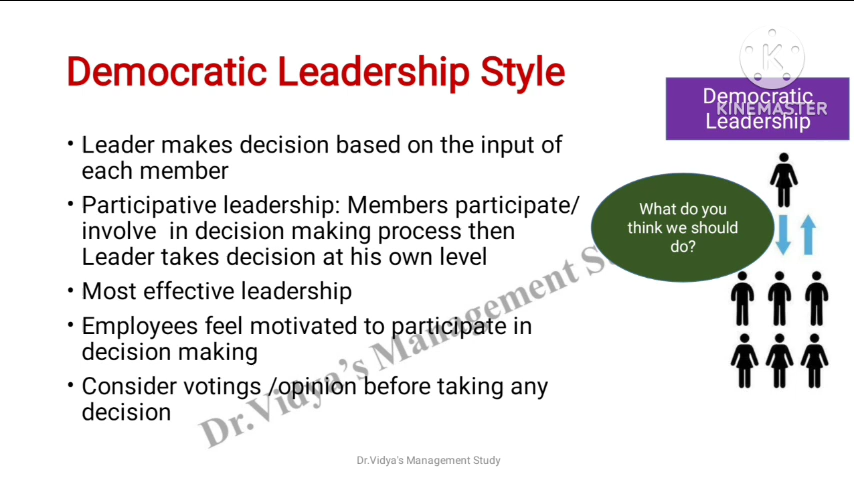 Democratic Leadership Style
• Leader makes decision based on the input of
each member
• Participative leadership: Members participate/
involve in decision making process then
Leader takes decision at his own level
• Most effective leadership
• Employees feel motivated to participate in
decision making
• Consider votings /opinion before taking any
decision
Democratic
Leadership
K
KINEMASTER
What do you
think we should
do?
Dr.Vidya's Management S
Dr.Vidya's Management Study